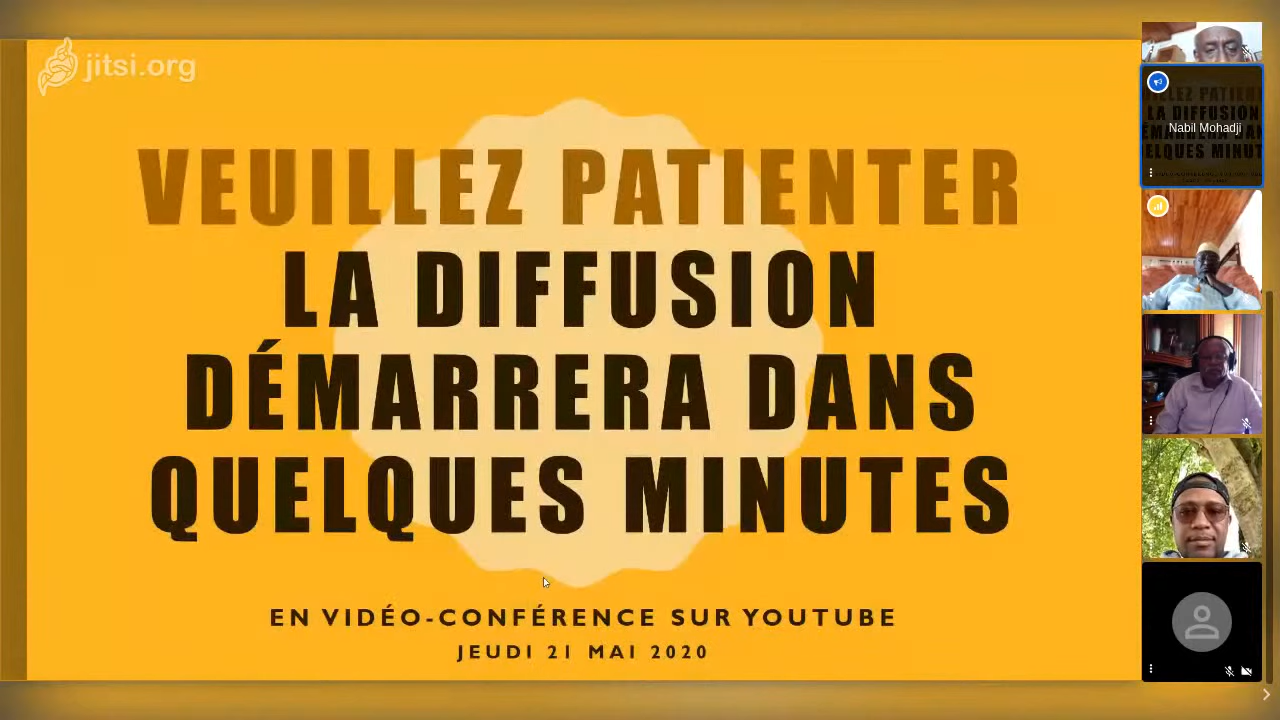 jitsi.org
VEUILLEZ PATIENTER
LA DIFFUSION
DÉMARRERA DANS
QUELQUES MINUTES
EN VIDÉO-CONFÉRENCE SUR YOUTUBE
JEUDI 21 MAI 2020
Nabil Mohadji